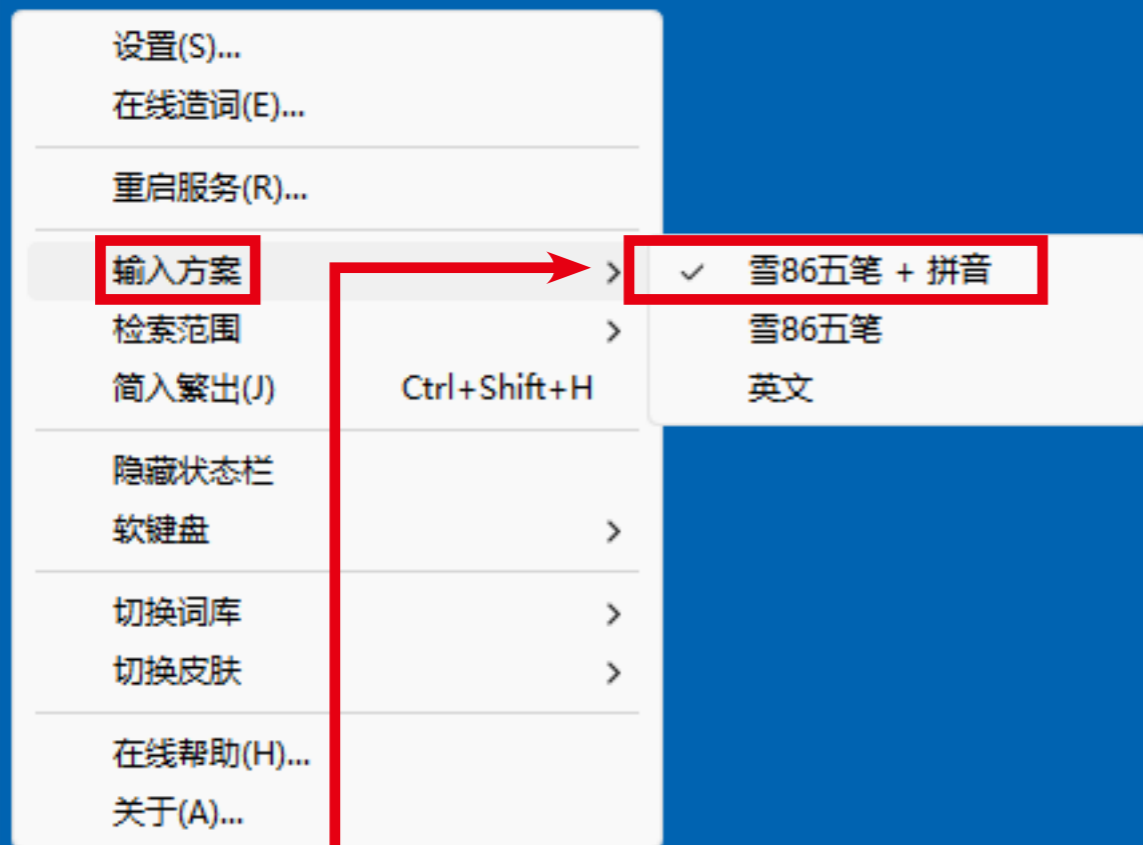 设置(S)...
在线造词(E)...
重启服务(R)...
输入方案
雪86五笔 + 拼音
检索范围
雪86五笔
简入繁出(J) Ctrl+Shift+H
英文
隐藏状态栏
软键盘
切换词库
切换皮肤
在线帮助(H)...
关于(A)...